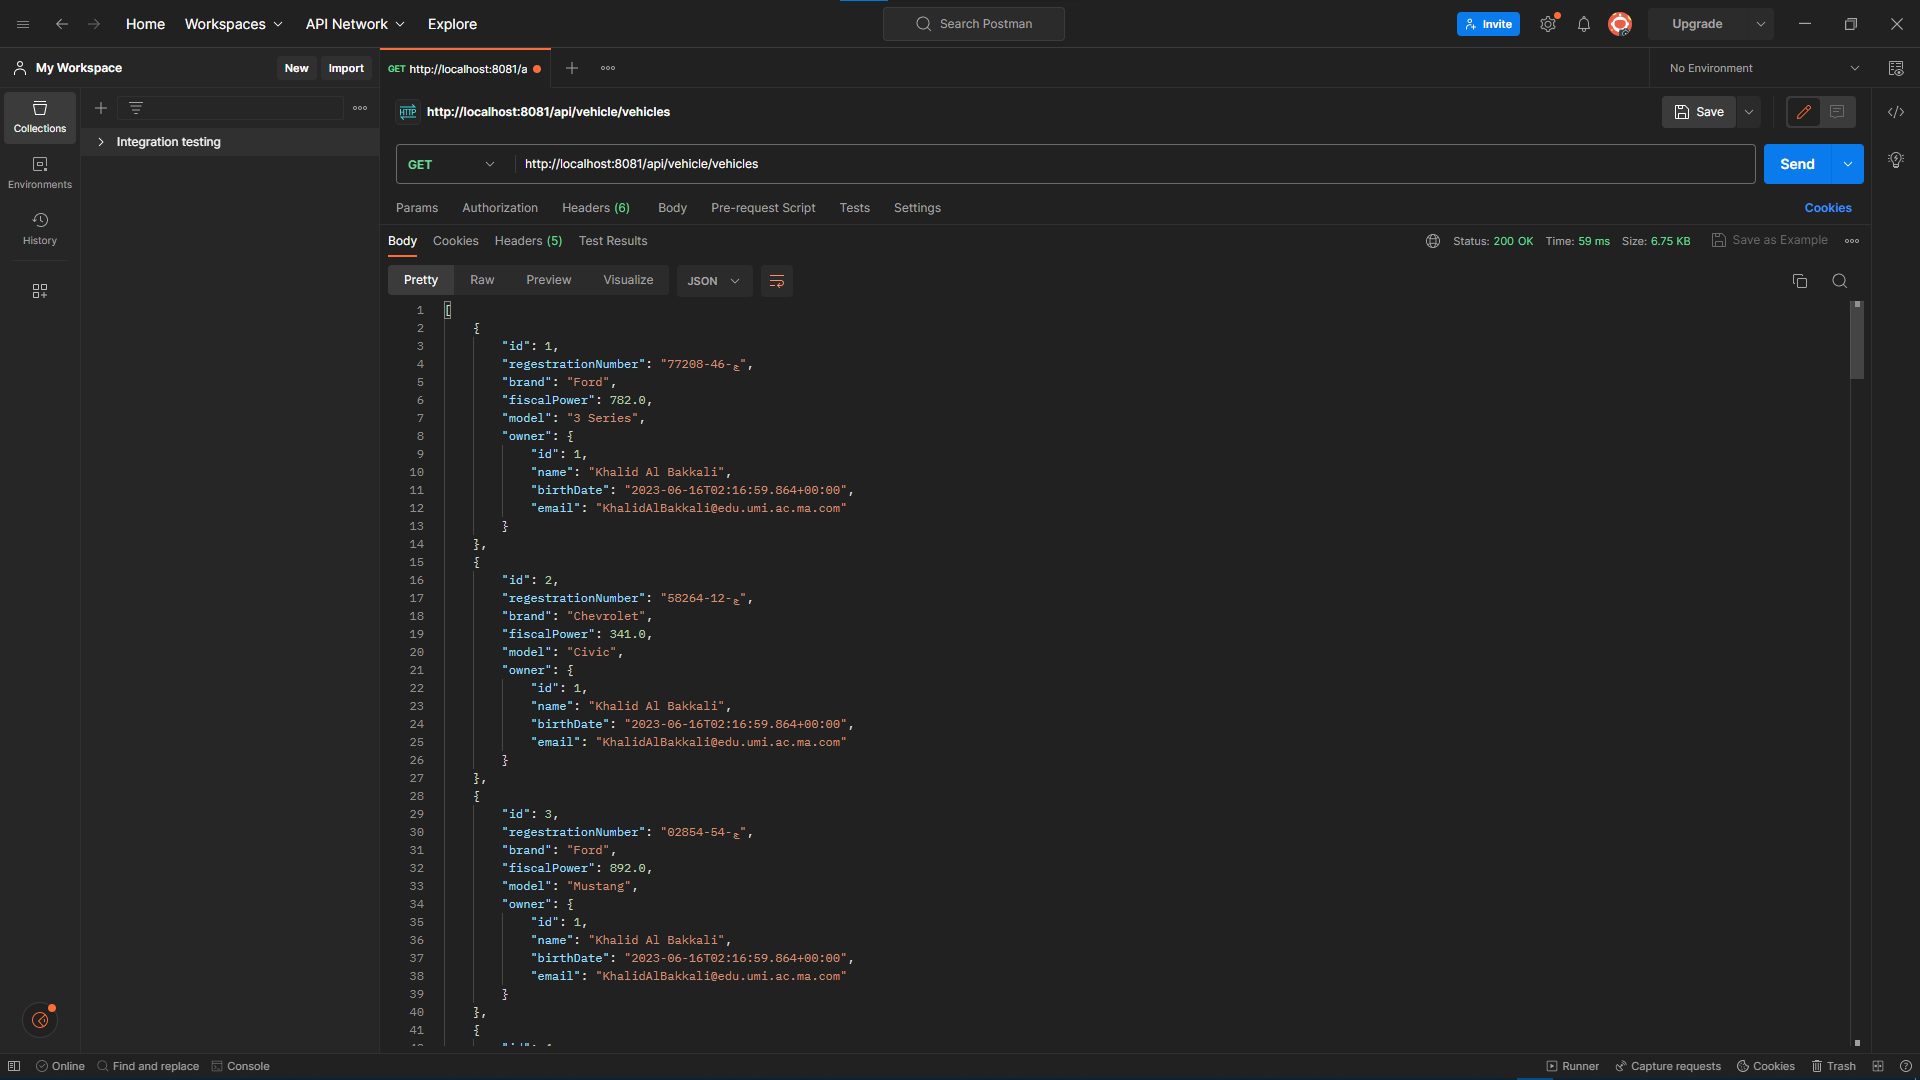 Home Workspaces API Network Explore Search Postman Invite Upgrade
My Workspace New Import GET http://localhost:8081/a No Environment
Collections
Environments
History
Integration testing
HTTP http://localhost:8081/api/vehicle/vehicles Save
GET http://localhost:8081/api/vehicle/vehicles Send
Params Authorization Headers (6) Body Pre-request Script Tests Settings Cookies
Body Cookies Headers (5) Test Results Status: 200 OK Time: 59 ms Size: 6.75 KB Save as Example
Pretty Raw Preview Visualize JSON
1 [
2 {
3 "id": 1,
4 "regestrationNumber": "77208-46-ج",
5 "brand": "Ford",
6 "fiscalPower": 782.0,
7 "model": "3 Series",
8 "owner": {
9 "id": 1,
10 "name": "Khalid Al Bakkali",
11 "birthDate": "2023-06-16T02:16:59.864+00:00",
12 "email": "KhalidAlBakkali@edu.umi.ac.ma.com"
13 }
14 },
15 {
16 "id": 2,
17 "regestrationNumber": "58264-12-ج",
18 "brand": "Chevrolet",
19 "fiscalPower": 341.0,
20 "model": "Civic",
21 "owner": {
22 "id": 1,
23 "name": "Khalid Al Bakkali",
24 "birthDate": "2023-06-16T02:16:59.864+00:00",
25 "email": "KhalidAlBakkali@edu.umi.ac.ma.com"
26 }
27 },
28 {
29 "id": 3,
30 "regestrationNumber": "02854-54-ج",
31 "brand": "Ford",
32 "fiscalPower": 892.0,
33 "model": "Mustang",
34 "owner": {
35 "id": 1,
36 "name": "Khalid Al Bakkali",
37 "birthDate": "2023-06-16T02:16:59.864+00:00",
38 "email": "KhalidAlBakkali@edu.umi.ac.ma.com"
39 }
40 },
41 {
Online Find and replace Console Runner Capture requests Cookies Trash